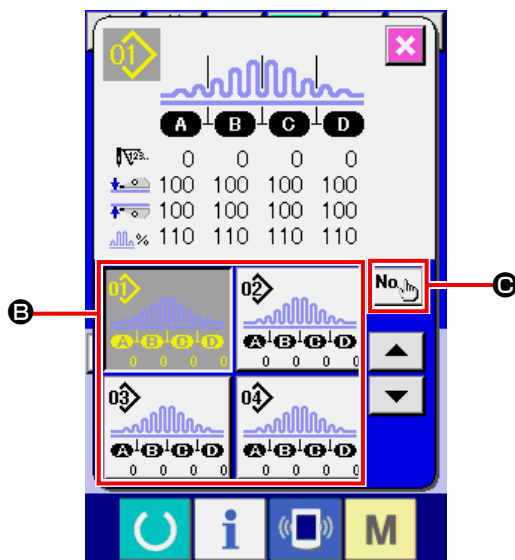 01
A B C D
123.. 0 0 0 0
100 100 100 100
100 100 100 100
% 110 110 110 110
B 01 02 No. C
A B C D A B C D
0 0 0 0 0 0 0 0
03 04
A B C D A B C D
0 0 0 0 0 0 0 0
i M